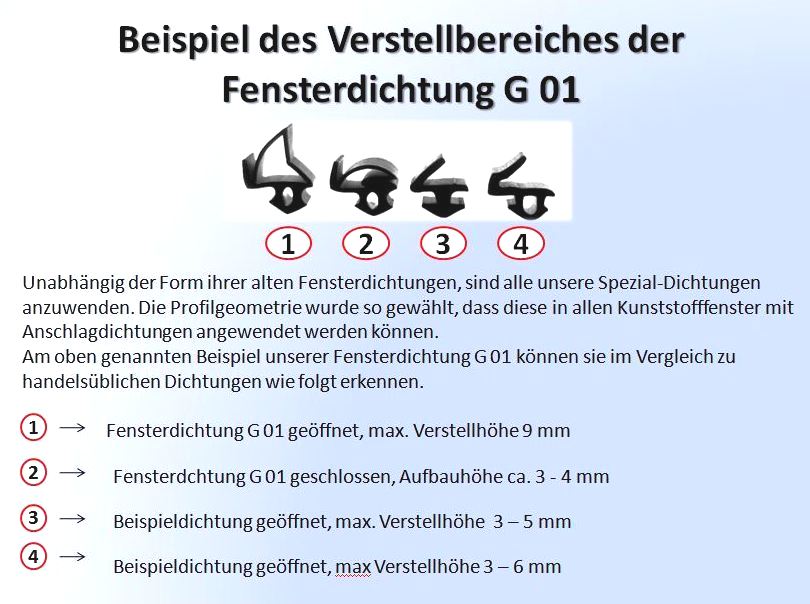 Beispiel des Verstellbereiches der
Fensterdichtung G 01
1 2 3 4
Unabhängig der Form ihrer alten Fensterdichtungen, sind alle unsere Spezial-Dichtungen
anzuwenden. Die Profilgeometrie wurde so gewählt, dass diese in allen Kunststofffenster mit
Anschlagdichtungen angewendet werden können.
Am oben genannten Beispiel unserer Fensterdichtung G 01 können sie im Vergleich zu
handelsüblichen Dichtungen wie folgt erkennen.
1 → Fensterdichtung G 01 geöffnet, max. Verstellhöhe 9 mm
2 → Fensterdchtung G 01 geschlossen, Aufbauhöhe ca. 3 - 4 mm
3 → Beispieldichtung geöffnet, max. Verstellhöhe 3 – 5 mm
4 → Beispieldichtung geöffnet, max Verstellhöhe 3 – 6 mm